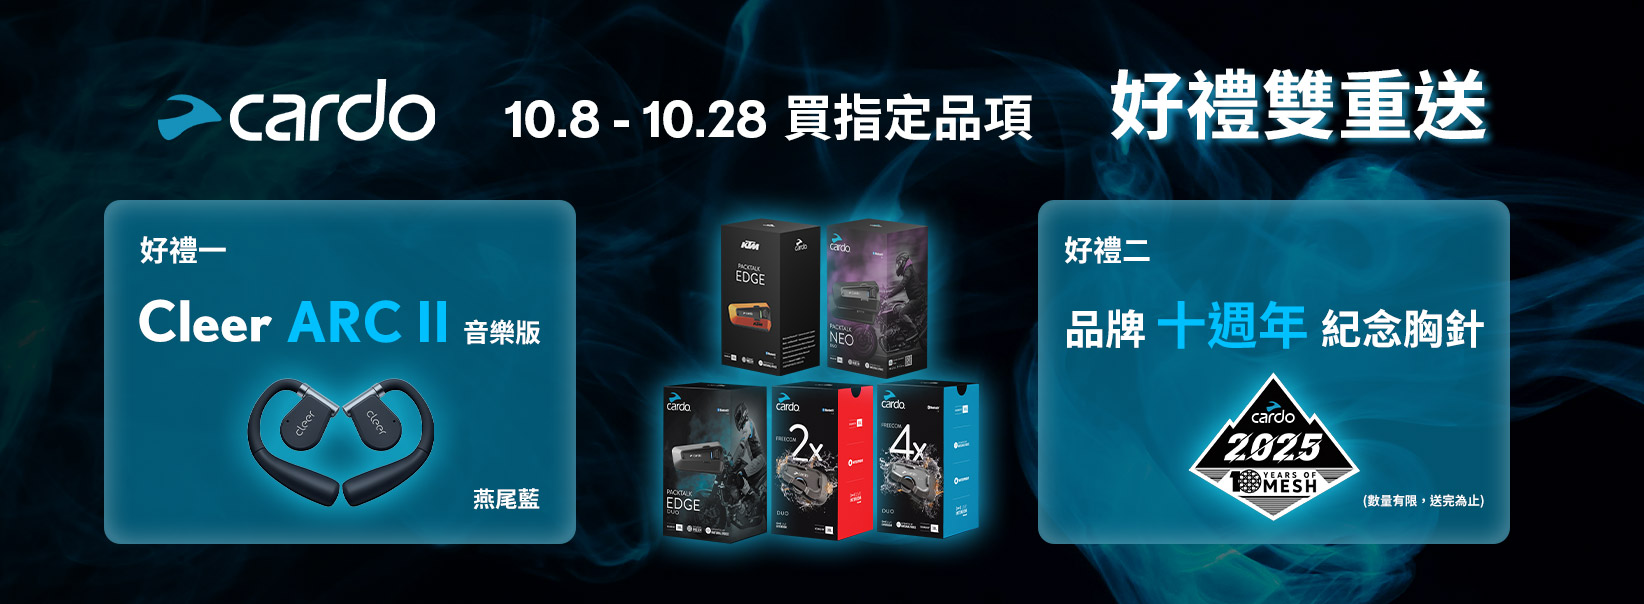 cardo
10.8 - 10.28 買指定品項
好禮雙重送
好禮一
Cleer ARC II 音樂版
cleer
cleer
燕尾藍
KTM
cardo
PACKTALK
EDGE
cardo
PACKTALK
NEO
DUO
cardo
PACKTALK
EDGE
DUO
cardo
FREECOM
2x
DUO
cardo
FREECOM
4x
DUO
好禮二
品牌 十週年 紀念胸針
cardo
2025
10 YEARS OF
MESH
(數量有限，送完為止)